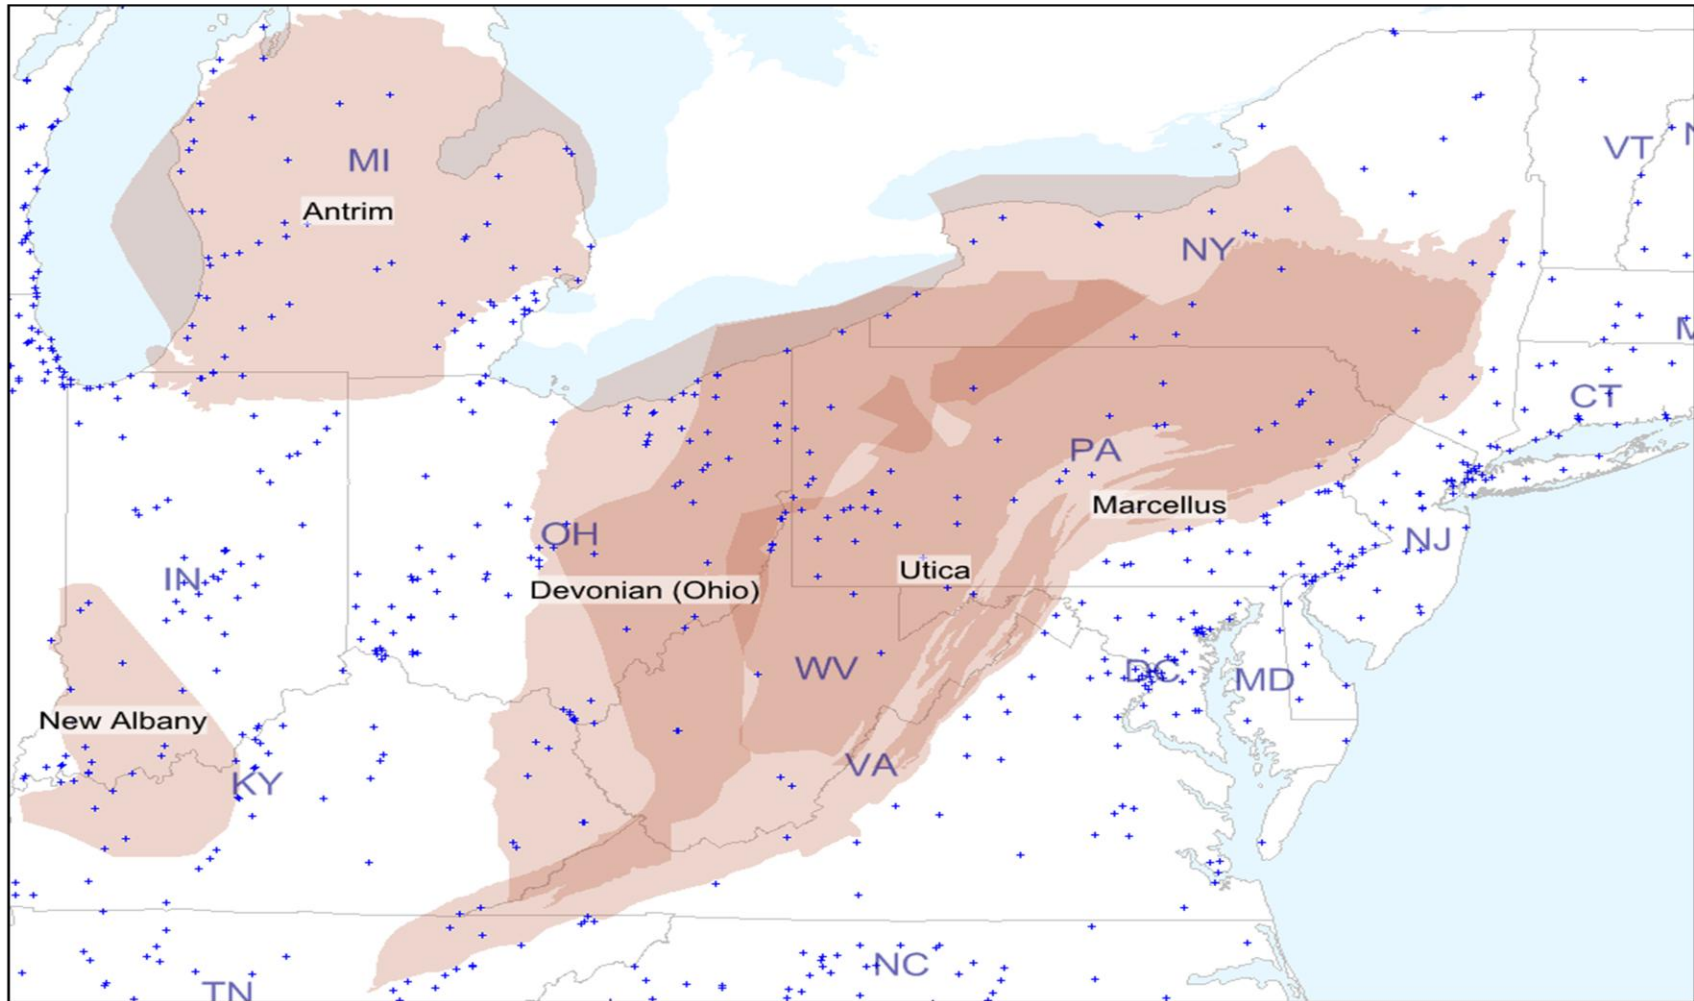 VT
N
MI
Antrim
NY
M
CT
PA
Marcellus
OH
NJ
IN
Utica
Devonian (Ohio)
WV
DC
MD
New Albany
VA
KY
NC
TN